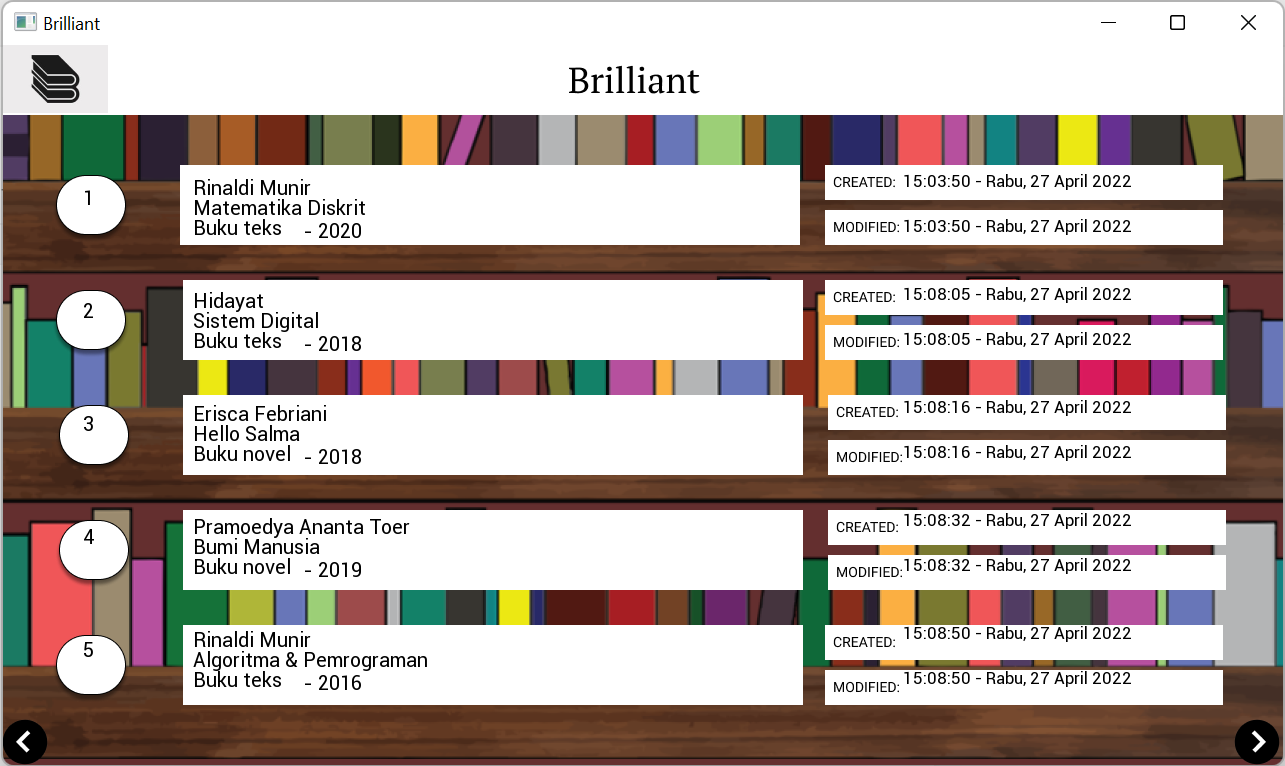 Brilliant
Brilliant
1
Rinaldi Munir
Matematika Diskrit
Buku teks - 2020
CREATED: 15:03:50 - Rabu, 27 April 2022
MODIFIED: 15:03:50 - Rabu, 27 April 2022
2
Hidayat
Sistem Digital
Buku teks - 2018
CREATED: 15:08:05 - Rabu, 27 April 2022
MODIFIED: 15:08:05 - Rabu, 27 April 2022
3
Erisca Febriani
Hello Salma
Buku novel - 2018
CREATED: 15:08:16 - Rabu, 27 April 2022
MODIFIED: 15:08:16 - Rabu, 27 April 2022
4
Pramoedya Ananta Toer
Bumi Manusia
Buku novel - 2019
CREATED: 15:08:32 - Rabu, 27 April 2022
MODIFIED: 15:08:32 - Rabu, 27 April 2022
5
Rinaldi Munir
Algoritma & Pemrograman
Buku teks - 2016
CREATED: 15:08:50 - Rabu, 27 April 2022
MODIFIED: 15:08:50 - Rabu, 27 April 2022